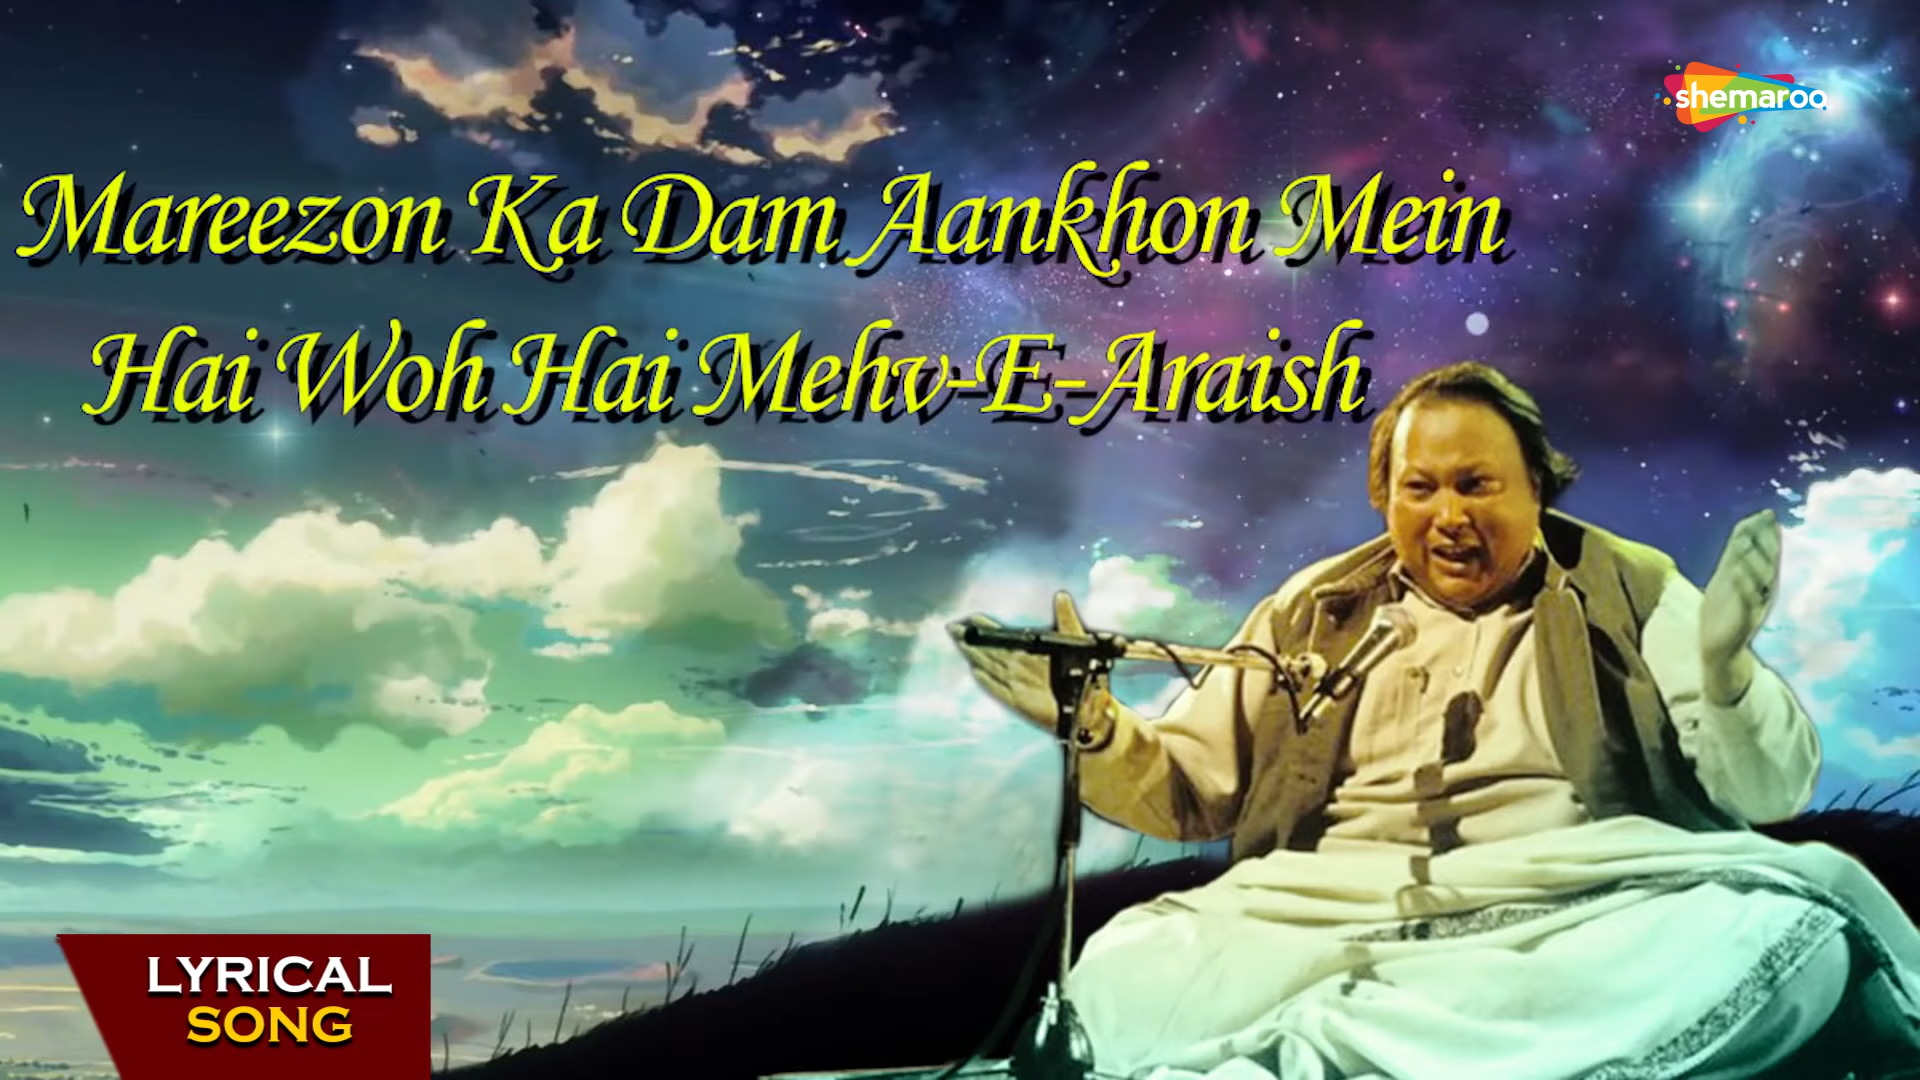 shemaroo
Mareezon Ka Dam Aankhon Mein
Hai Woh Hai Mehv-E-Araish
LYRICAL
SONG